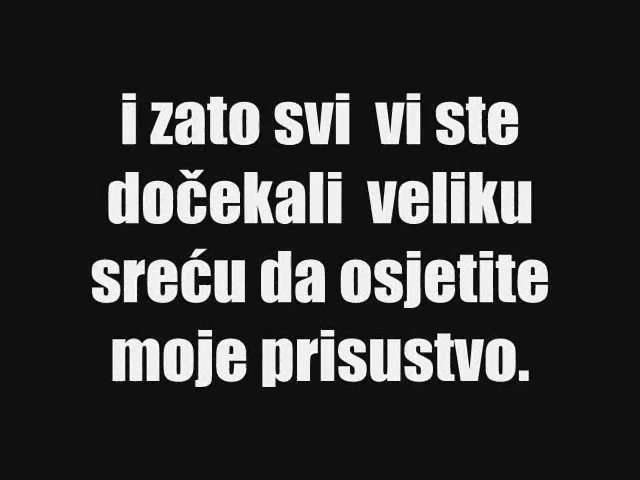 i zato svi  vi ste
dočekali  veliku
sreću da osjetite
moje prisustvo.